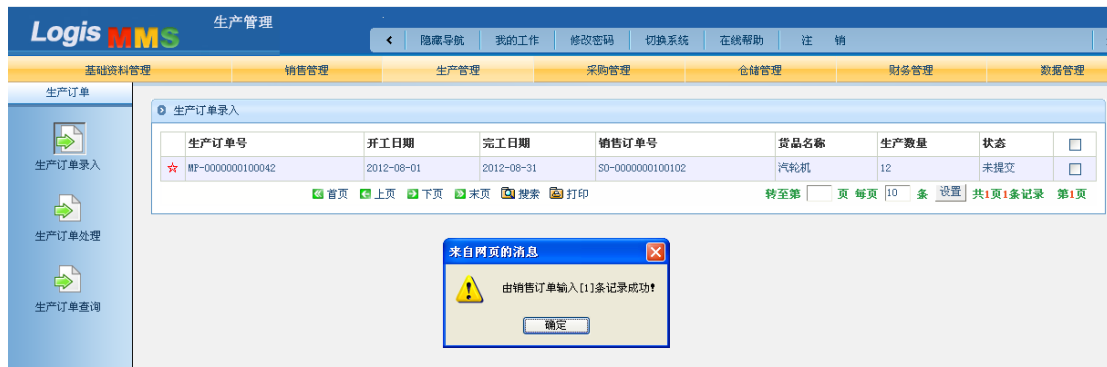 生产管理
Logis MMS
隐藏导航 我的工作 修改密码 切换系统 在线帮助 注 销
基础资料管理 销售管理 生产管理 采购管理 仓储管理 财务管理 数据管理
生产订单
生产订单录入
生产订单号 开工日期 完工日期 销售订单号 货品名称 生产数量 状态
MP-0000000100042 2012-08-01 2012-08-31 SO-0000000100102 汽轮机 12 未提交
首页 上页 下页 末页 搜索 打印 转至第 页 每页 10 条 设置 共1页1条记录 第1页
生产订单录入
生产订单处理
生产订单查询
来自网页的消息
由销售订单输入[1]条记录成功!
确定